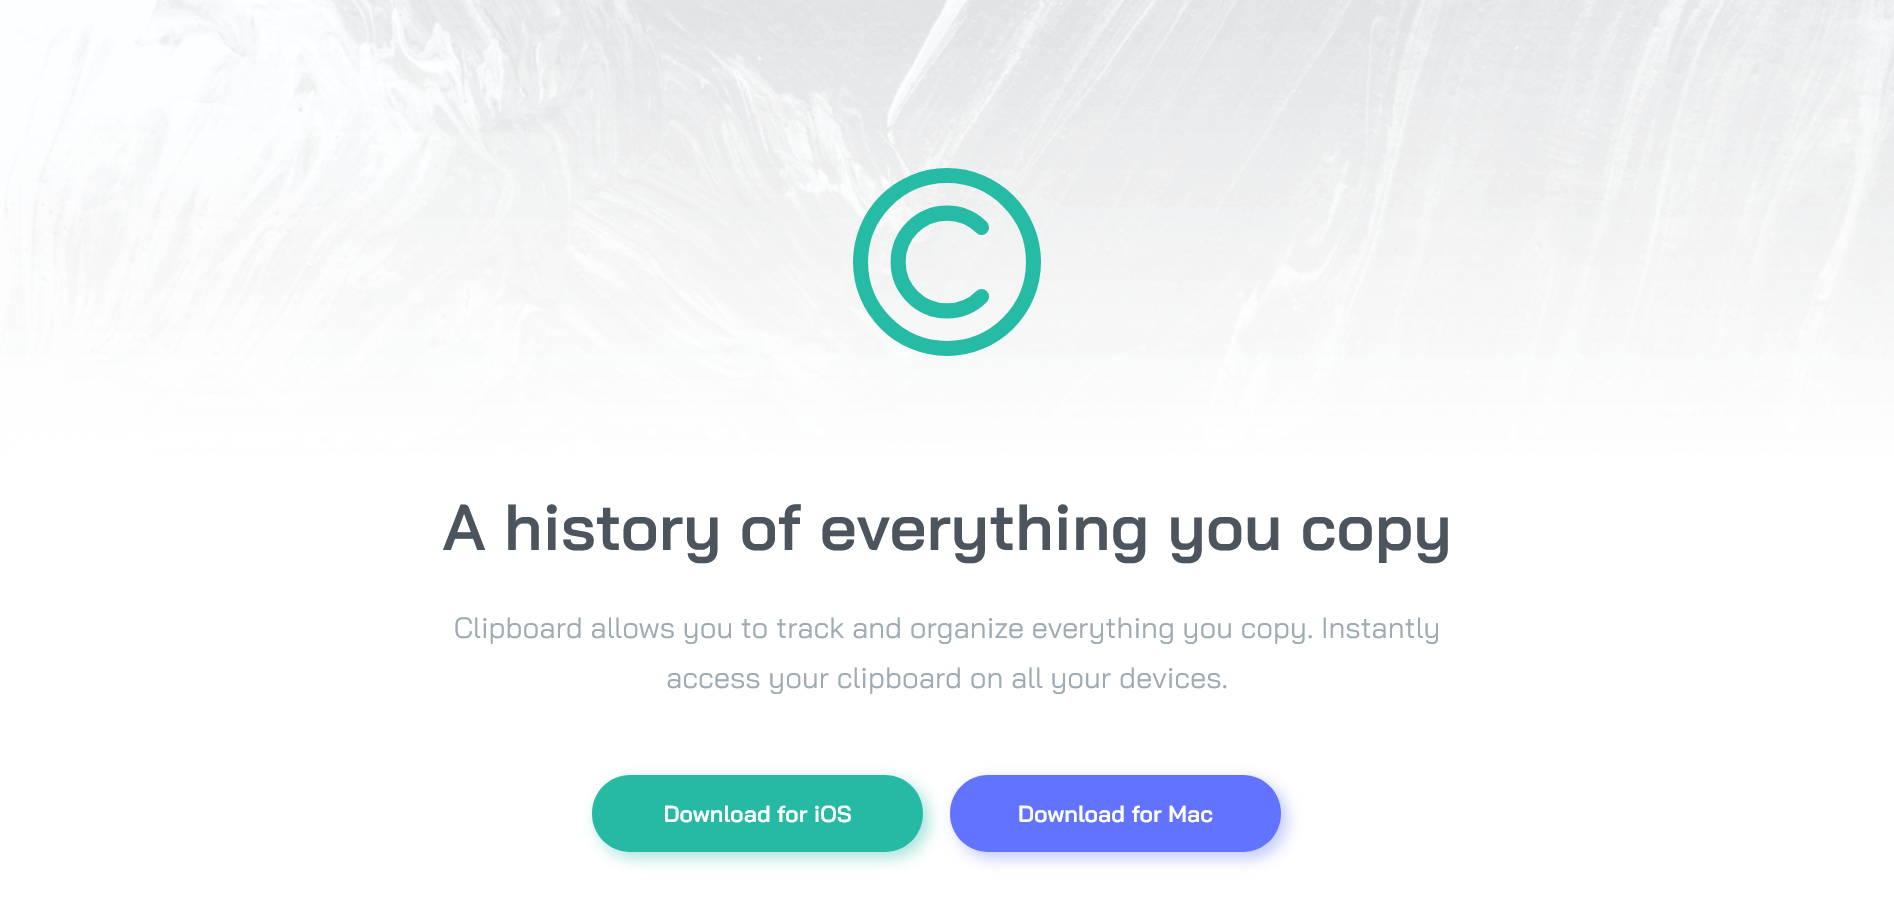 A history of everything you copy
Clipboard allows you to track and organize everything you copy. Instantly
access your clipboard on all your devices.
Download for iOS
Download for Mac